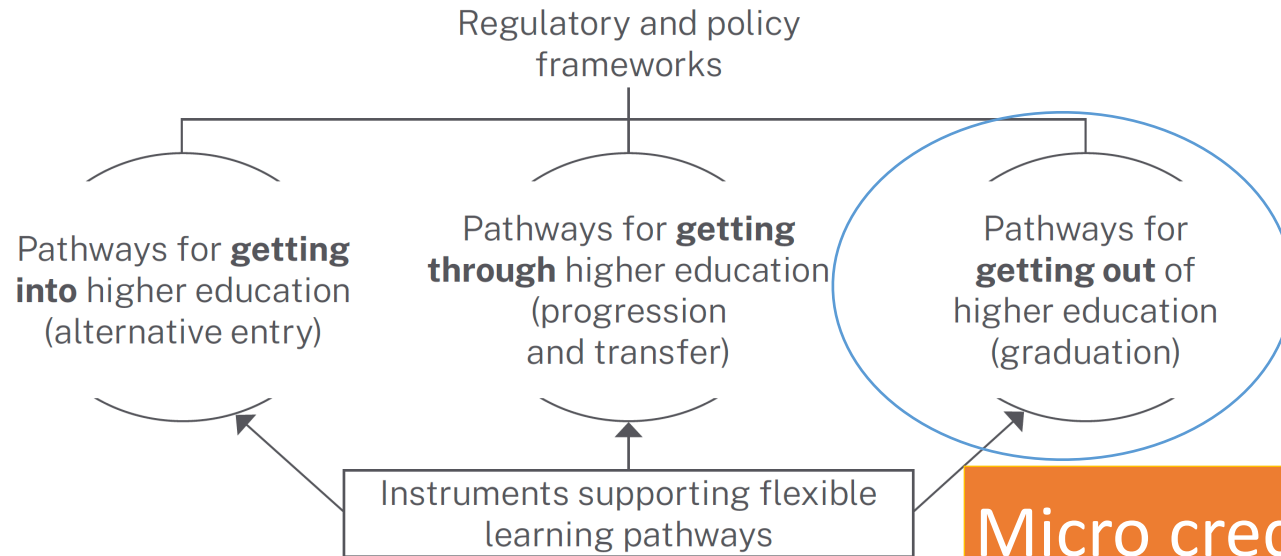 Regulatory and policy
frameworks
Pathways for getting
into higher education
(alternative entry)
Pathways for getting
through higher education
(progression
and transfer)
Pathways for
getting out of
higher education
(graduation)
Instruments supporting flexible
learning pathways
Micro